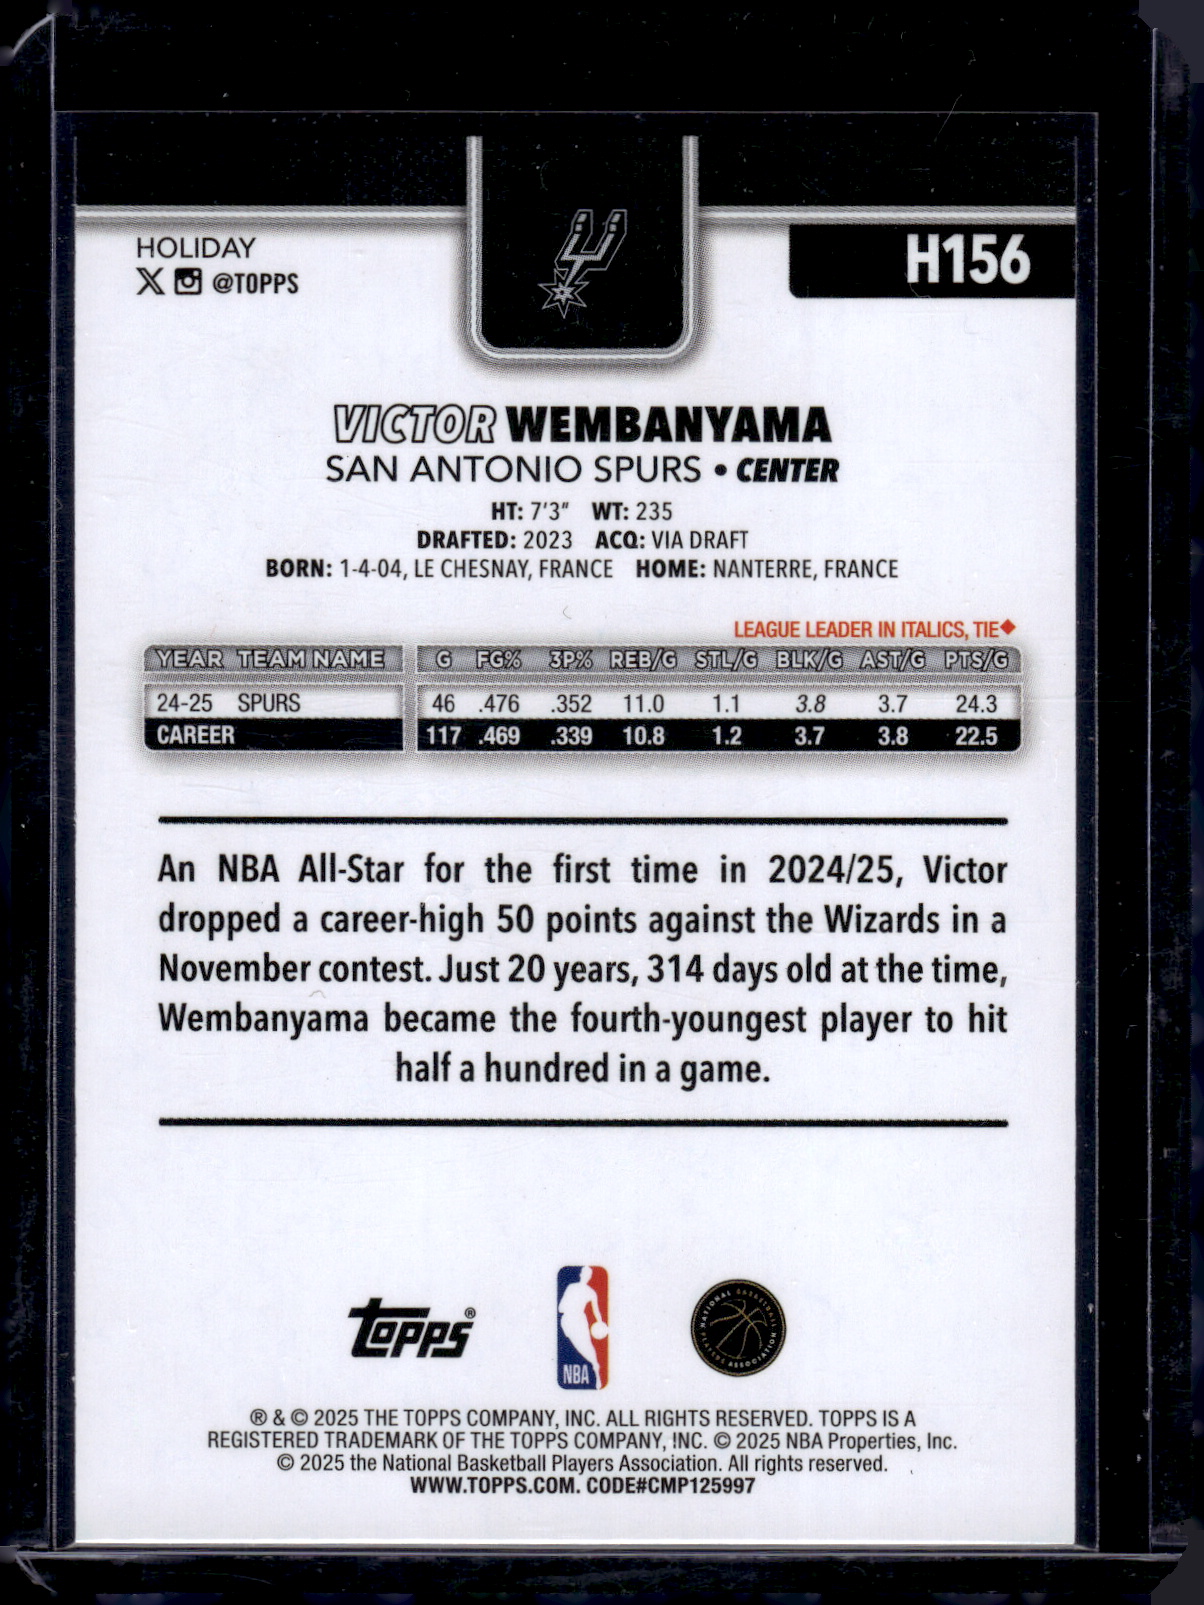 HOLIDAY
@TOPPS
H156
VICTOR WEMBANYAMA
SAN ANTONIO SPURS • CENTER
HT: 7'3" WT: 235
DRAFTED: 2023 ACQ: VIA DRAFT
BORN: 1-4-04, LE CHESNAY, FRANCE HOME: NANTERRE, FRANCE
LEAGUE LEADER IN ITALICS, TIE◆
YEAR TEAM NAME G FG% 3P% REB/G STL/G BLK/G AST/G PTS/G
24-25 SPURS 46 .476 .352 11.0 1.1 3.8 3.7 24.3
CAREER 117 .469 .339 10.8 1.2 3.7 3.8 22.5
An NBA All-Star for the first time in 2024/25, Victor
dropped a career-high 50 points against the Wizards in a
November contest. Just 20 years, 314 days old at the time,
Wembanyama became the fourth-youngest player to hit
half a hundred in a game.
topps®
NBA
NATIONAL BASKETBALL
PLAYERS ASSOCIATION
® & © 2025 THE TOPPS COMPANY, INC. ALL RIGHTS RESERVED. TOPPS IS A
REGISTERED TRADEMARK OF THE TOPPS COMPANY, INC. © 2025 NBA Properties, Inc.
© 2025 the National Basketball Players Association. All rights reserved.
WWW.TOPPS.COM. CODE#CMP125997